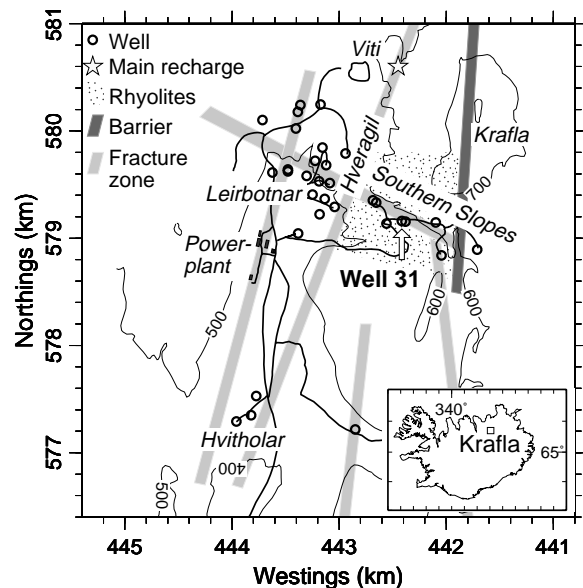 581
580
579
578
577
Northings (km)
445
444
443
442
441
Westings (km)
Well
Main recharge
Rhyolites
Barrier
Fracture
zone
Viti
Hveragil
Krafla
700
Leirbotnar
Southern Slopes
Power-
plant
Well 31
500
600
600
Hvitholar
400
500
340°
Krafla
65°